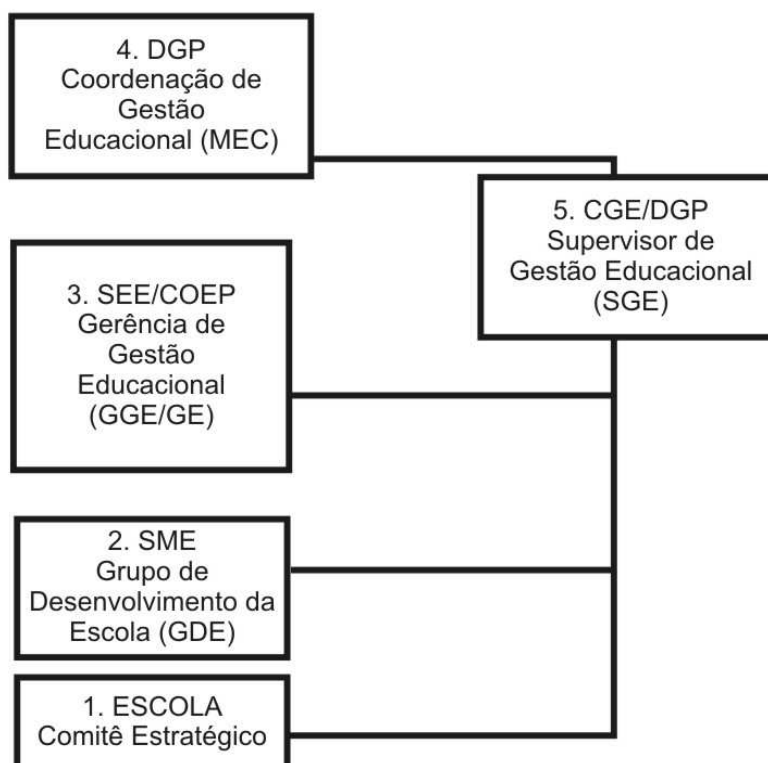 4. DGP
Coordenação de
Gestão
Educacional (MEC)
5. CGE/DGP
Supervisor de
Gestão Educacional
(SGE)
3. SEE/COEP
Gerência de
Gestão
Educacional
(GGE/GE)
2. SME
Grupo de
Desenvolvimento da
Escola (GDE)
1. ESCOLA
Comitê Estratégico